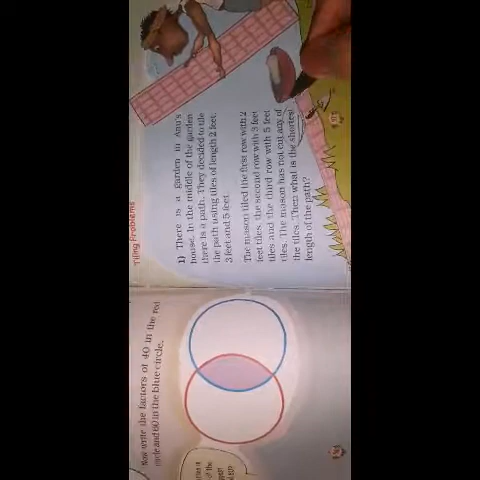 Now write the factors of 40 in the red
circle and 60 in the blue circle.
Tiling Problems
1) There is a garden in Anu's
house. In the middle of the garden
there is a path. They decided to tile
the path using tiles of length 2 feet,
3 feet and 5 feet.
The mason tiled the first row with 2
feet tiles, the second row with 3 feet
tiles and the third row with 5 feet
tiles. The mason has not cut any of
the tiles. Then what is the shortest
length of the path?